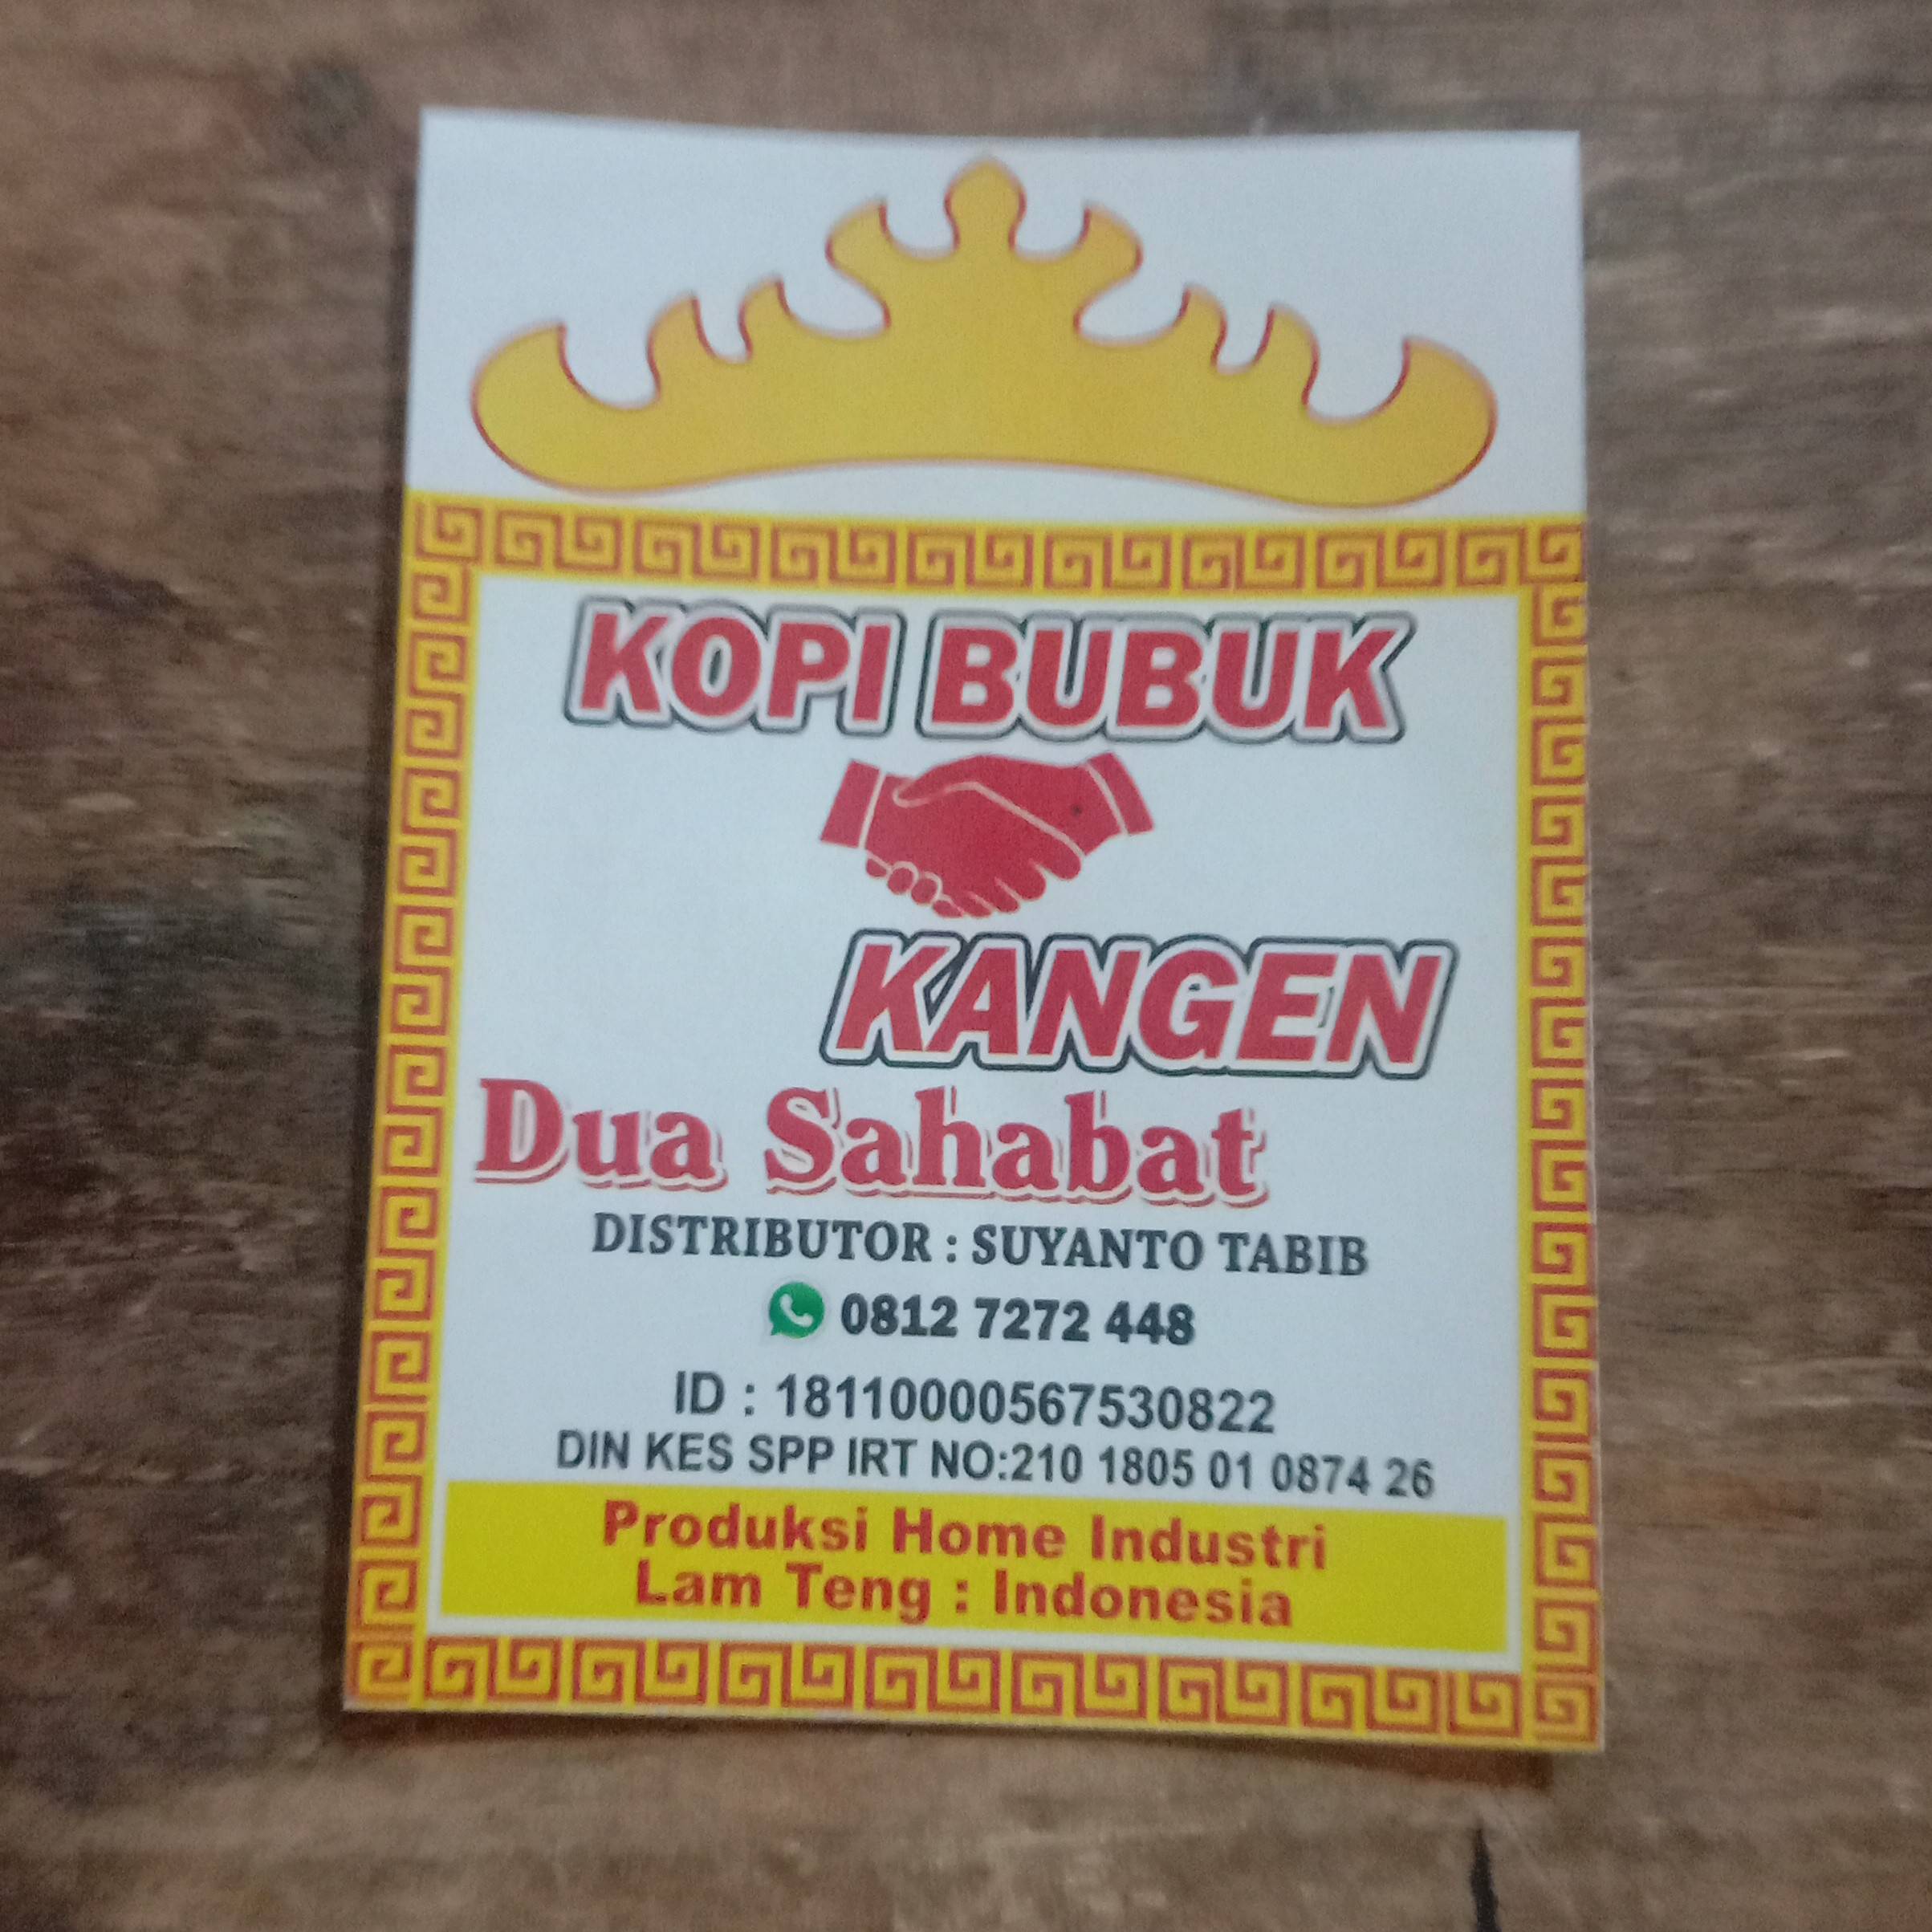 KOPI BUBUK
KANGEN
Dua Sahabat
DISTRIBUTOR : SUYANTO TABIB
0812 7272 448
ID : 18110000567530822
DIN KES SPP IRT NO:210 1805 01 0874 26
Produksi Home Industri
Lam Teng : Indonesia